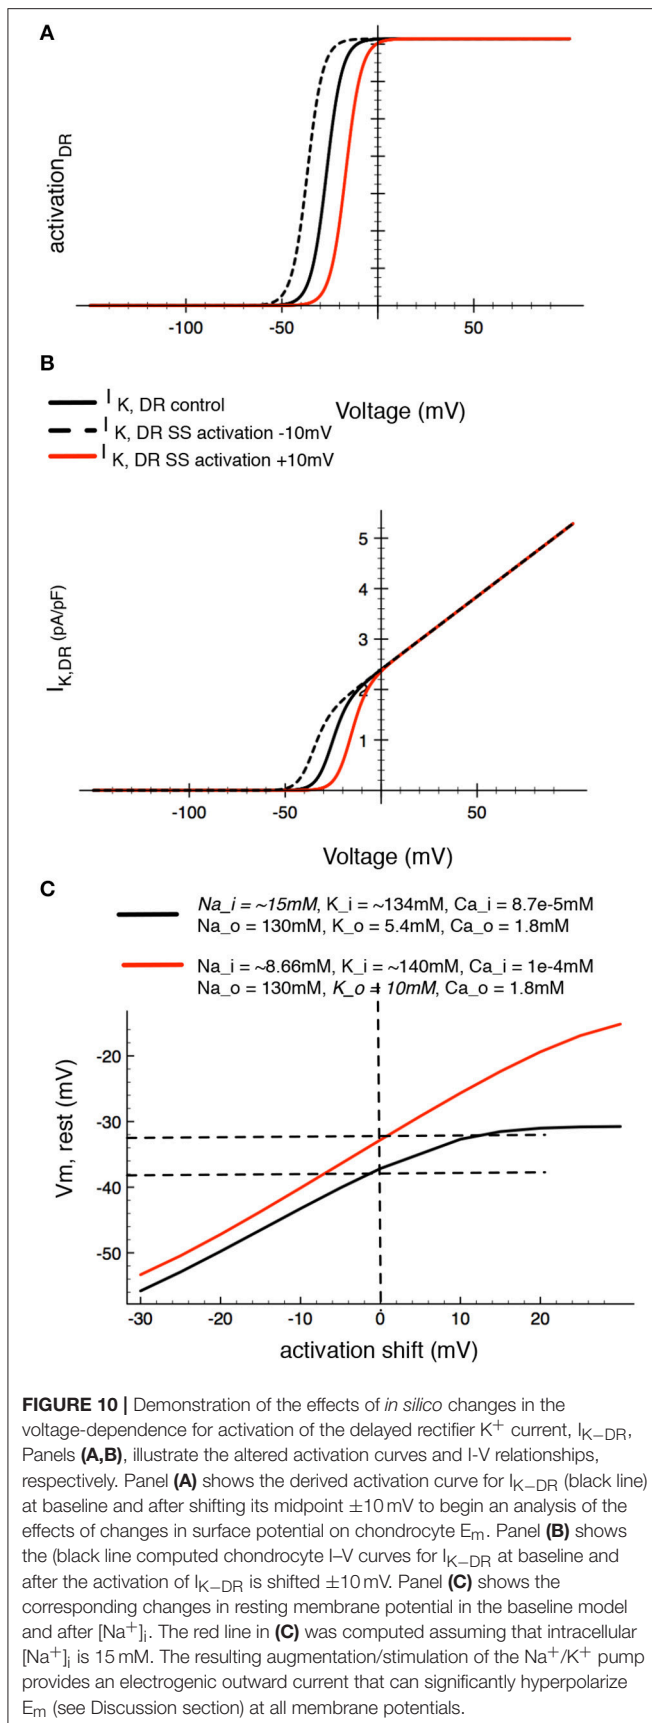 A
activation_DR
-100 -50 50
Voltage (mV)
B
I K, DR control
I K, DR SS activation -10mV
I K, DR SS activation +10mV
I_K,DR (pA/pF)
5
4
3
2
1
-100 -50 50
Voltage (mV)
C
Na_i = ~15mM, K_i = ~134mM, Ca_i = 8.7e-5mM
Na_o = 130mM, K_o = 5.4mM, Ca_o = 1.8mM
Na_i = ~8.66mM, K_i = ~140mM, Ca_i = 1e-4mM
Na_o = 130mM, K_o = 10mM, Ca_o = 1.8mM
Vm, rest (mV)
-20
-30
-40
-50
-30 -20 -10 0 10 20
activation shift (mV)
FIGURE 10 | Demonstration of the effects of in silico changes in the
voltage-dependence for activation of the delayed rectifier K⁺ current, I_K−DR,
Panels (A,B), illustrate the altered activation curves and I-V relationships,
respectively. Panel (A) shows the derived activation curve for I_K−DR (black line)
at baseline and after shifting its midpoint ±10 mV to begin an analysis of the
effects of changes in surface potential on chondrocyte E_m. Panel (B) shows
the (black line computed chondrocyte I–V curves for I_K−DR at baseline and
after the activation of I_K−DR is shifted ±10 mV. Panel (C) shows the
corresponding changes in resting membrane potential in the baseline model
and after [Na⁺]_i. The red line in (C) was computed assuming that intracellular
[Na⁺]_i is 15 mM. The resulting augmentation/stimulation of the Na⁺/K⁺ pump
provides an electrogenic outward current that can significantly hyperpolarize
E_m (see Discussion section) at all membrane potentials.